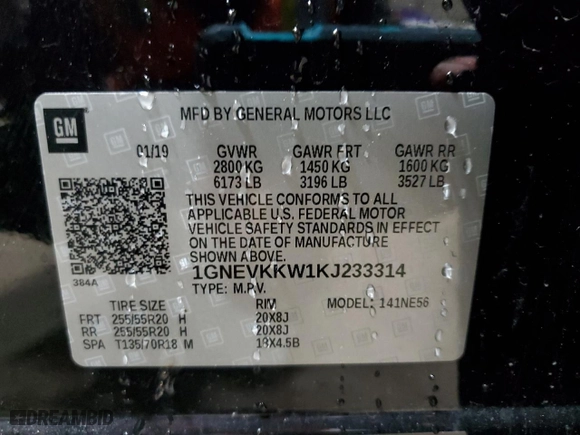 GM
MFD BY GENERAL MOTORS LLC
01/19 GVWR GAWR FRT GAWR RR
2800 KG 1450 KG 1600 KG
6173 LB 3196 LB 3527 LB
THIS VEHICLE CONFORMS TO ALL
APPLICABLE U.S. FEDERAL MOTOR
VEHICLE SAFETY STANDARDS IN EFFECT
ON THE DATE OF MANUFACTURE
SHOWN ABOVE.
384A
1GNEVKKW1KJ233314
TYPE: M.P.V.
TIRE SIZE RIM MODEL: 141NE56
FRT 255/55R20 H 20X8J
RR 255/55R20 H 20X8J
SPA T135/70R18 M 18X4.5B
DREAMBID